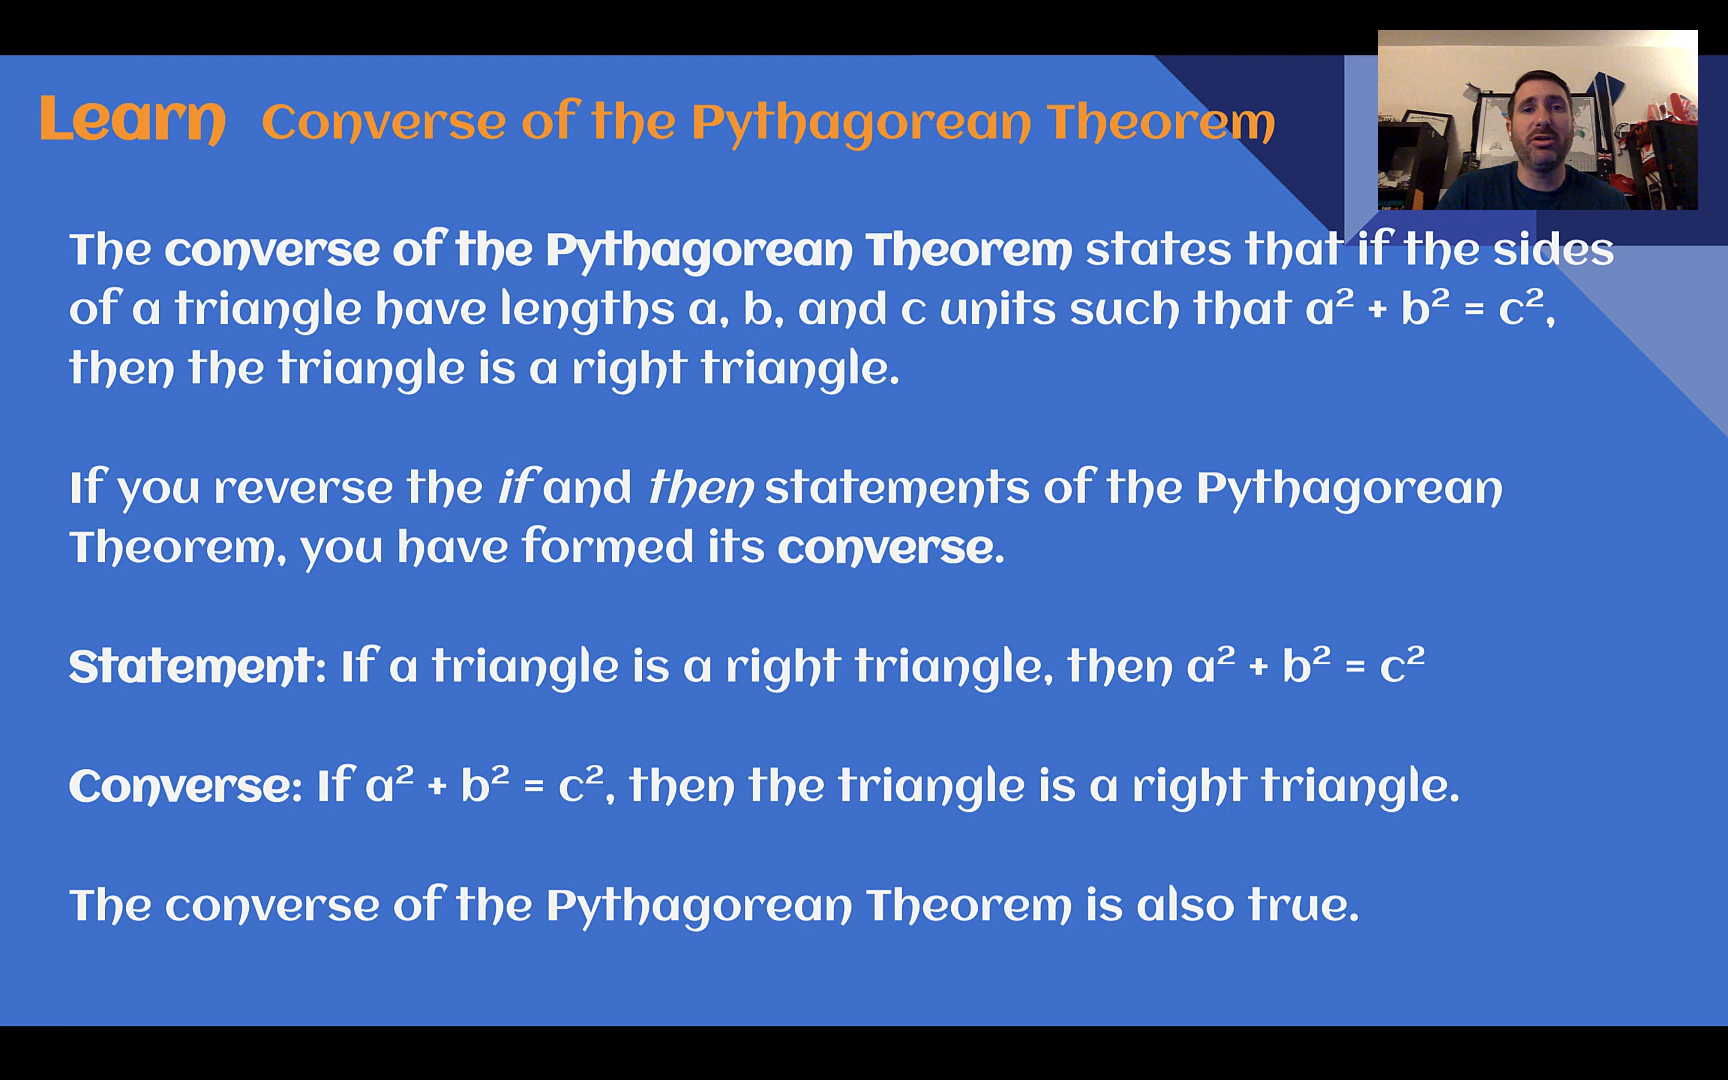 Learn Converse of the Pythagorean Theorem
The converse of the Pythagorean Theorem states that if the sides
of a triangle have lengths a, b, and c units such that a² + b² = c²,
then the triangle is a right triangle.
If you reverse the if and then statements of the Pythagorean
Theorem, you have formed its converse.
Statement: If a triangle is a right triangle, then a² + b² = c²
Converse: If a² + b² = c², then the triangle is a right triangle.
The converse of the Pythagorean Theorem is also true.